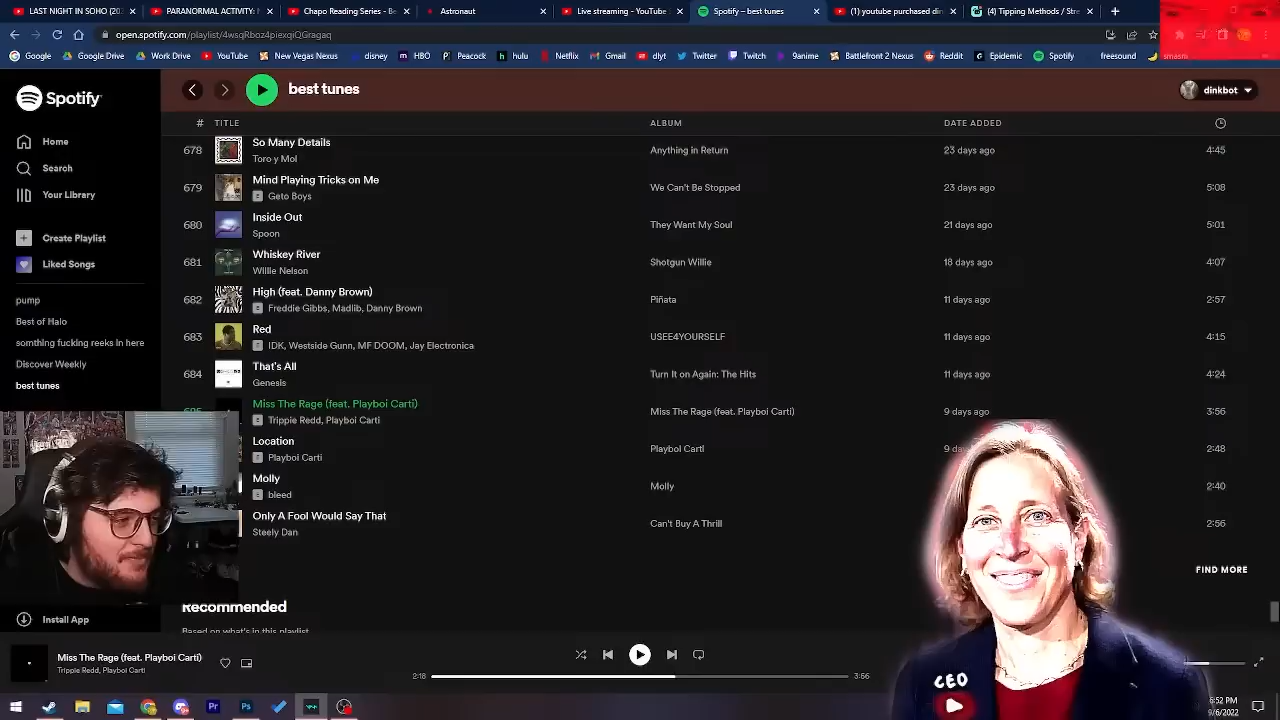 LAST NIGHT IN SOHO (20
PARANORMAL ACTIVITY:
Chapo Reading Series - B
Astronaut
Live streaming - YouTube
Spotify – best tunes
(1) youtube purchased din
(4) Tipping Methods / Str
Google
Google Drive
Work Drive
YouTube
New Vegas Nexus
disney
HBO
Peacock
hulu
Netflix
Gmail
dlyt
Twitter
Twitch
9anime
Battlefront 2 Nexus
Reddit
Epidemic
Spotify
freesound
Spotify
best tunes
dinkbot
Home
Search
Your Library
Create Playlist
Liked Songs
pump
Best of Halo
somthing fucking reeks in here
Discover Weekly
best tunes
Install App
# TITLE ALBUM DATE ADDED
678 So Many Details Anything in Return 23 days ago 4:45
Toro y Moi
679 Mind Playing Tricks on Me We Can't Be Stopped 23 days ago 5:08
E Geto Boys
680 Inside Out They Want My Soul 21 days ago 5:01
Spoon
681 Whiskey River Shotgun Willie 18 days ago 4:07
Willie Nelson
682 High (feat. Danny Brown) Piñata 11 days ago 2:57
E Freddie Gibbs, Madlib, Danny Brown
683 Red USEE4YOURSELF 11 days ago 4:15
E IDK, Westside Gunn, MF DOOM, Jay Electronica
684 That's All Turn It on Again: The Hits 11 days ago 4:24
Genesis
Miss The Rage (feat. Playboi Carti) Miss The Rage (feat. Playboi Carti) 9 days ago 3:56
E Trippie Redd, Playboi Carti
Location Playboi Carti 9 da 2:48
E Playboi Carti
Molly Molly 2:40
E bleed
Only A Fool Would Say That Can't Buy A Thrill 2:56
Steely Dan
FIND MORE
Recommended
Based on what's in this playlist
Miss The Rage (feat. Playboi Carti)
Trippie Redd, Playboi Carti
2:18
3:56
CEO
5:52 PM
9/6/2022